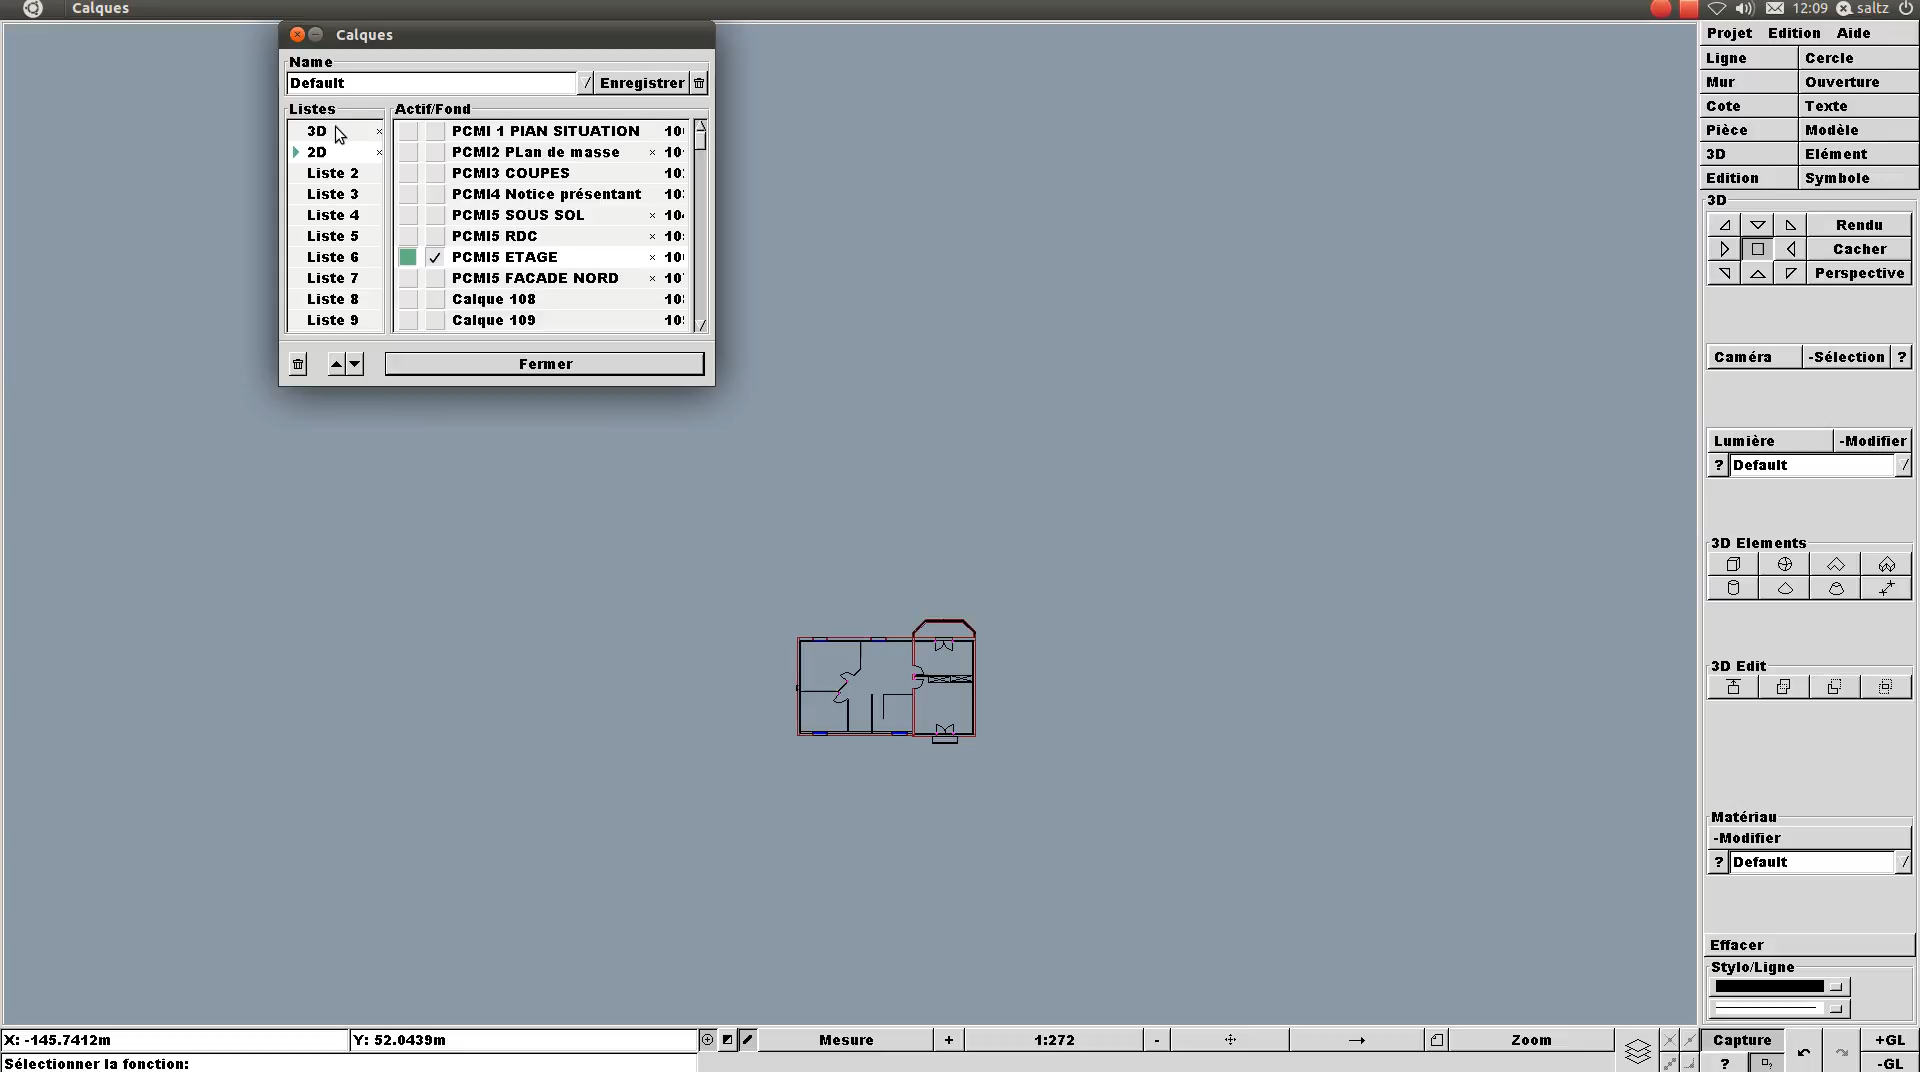 Calques
12:09 saltz
Calques
Name
Default
Enregistrer
Listes
Actif/Fond
3D
2D
Liste 2
Liste 3
Liste 4
Liste 5
Liste 6
Liste 7
Liste 8
Liste 9
PCMI 1 PIAN SITUATION
PCMI2 PLan de masse
PCMI3 COUPES
PCMI4 Notice présentant
PCMI5 SOUS SOL
PCMI5 RDC
PCMI5 ETAGE
PCMI5 FACADE NORD
Calque 108
Calque 109
Fermer
Projet Edition Aide
Ligne Cercle
Mur Ouverture
Cote Texte
Pièce Modèle
3D Elément
Edition Symbole
3D
Rendu
Cacher
Perspective
Caméra -Sélection ?
Lumière -Modifier
? Default
3D Elements
3D Edit
Matériau
-Modifier
? Default
Effacer
Stylo/Ligne
X: -145.7412m Y: 52.0439m Mesure + 1:272 - Zoom Capture +GL
Sélectionner la fonction: ? -GL